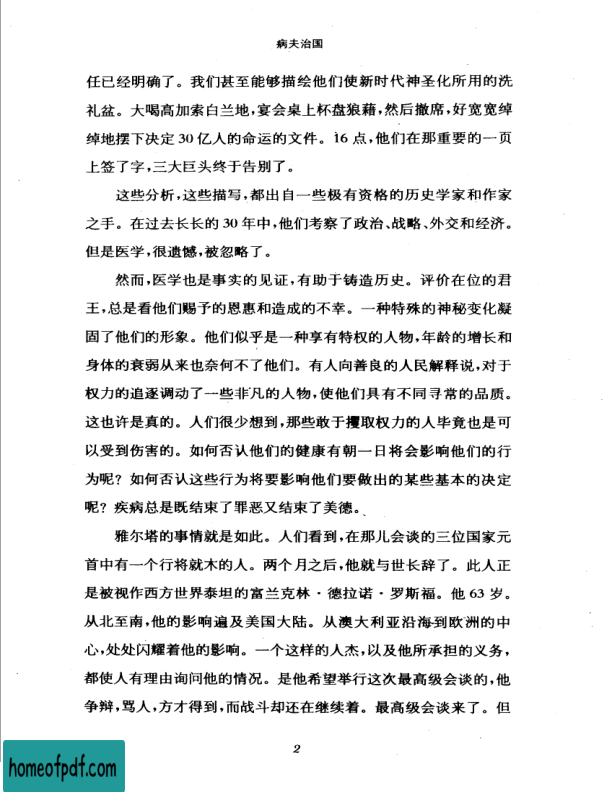 病夫治国
任已经明确了。我们甚至能够描绘他们使新时代神圣化所用的洗
礼盆。大喝高加索白兰地，宴会桌上杯盘狼藉，然后撤席，好宽宽绰
绰地摆下决定30亿人的命运的文件。16点，他们在那重要的一页
上签了字，三大巨头终于告别了。
这些分析，这些描写，都出自一些极有资格的历史学家和作家
之手。在过去长长的30年中，他们考察了政治、战略、外交和经济。
但是医学，很遗憾，被忽略了。
然而，医学也是事实的见证，有助于铸造历史。评价在位的君
王，总是看他们赐予的恩惠和造成的不幸。一种特殊的神秘变化凝
固了他们的形象。他们似乎是一种享有特权的人物，年龄的增长和
身体的衰弱从来也奈何不了他们。有人向善良的人民解释说，对于
权力的追逐调动了一些非凡的人物，使他们具有不同寻常的品质。
这也许是真的。人们很少想到，那些敢于攫取权力的人毕竟也是可
以受到伤害的。如何否认他们的健康有朝一日将会影响他们的行
为呢？如何否认这些行为将要影响他们要做出的某些基本的决定
呢？疾病总是既结束了罪恶又结束了美德。
雅尔塔的事情就是如此。人们看到，在那儿会谈的三位国家元
首中有一个行将就木的人。两个月之后，他就与世长辞了。此人正
是被视作西方世界泰坦的富兰克林·德拉诺·罗斯福。他63岁。
从北至南，他的影响遍及美国大陆。从澳大利亚沿海到欧洲的中
心，处处闪耀着他的影响。一个这样的人杰，以及他所承担的义务，
都使人有理由询问他的情况。是他希望举行这次最高级会谈的，他
争辩，骂人，方才得到，而战斗却还在继续着。最高级会谈来了。但
2
homeofpdf.com